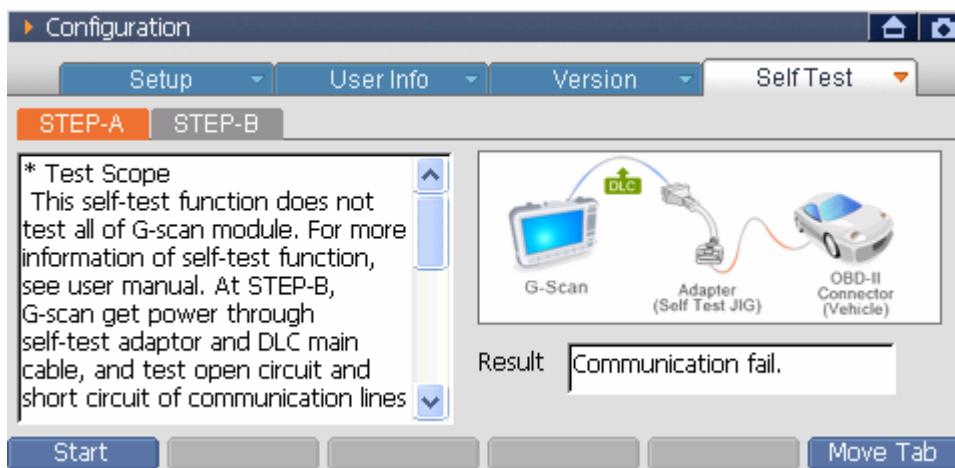 Configuration
Setup
User Info
Version
Self Test
STEP-A
STEP-B
* Test Scope
This self-test function does not
test all of G-scan module. For more
information of self-test function,
see user manual. At STEP-B,
G-scan get power through
self-test adaptor and DLC main
cable, and test open circuit and
short circuit of communication lines
DLC
G-Scan
Adapter
(Self Test JIG)
OBD-II
Connector
(Vehicle)
Result
Communication fail.
Start
Move Tab